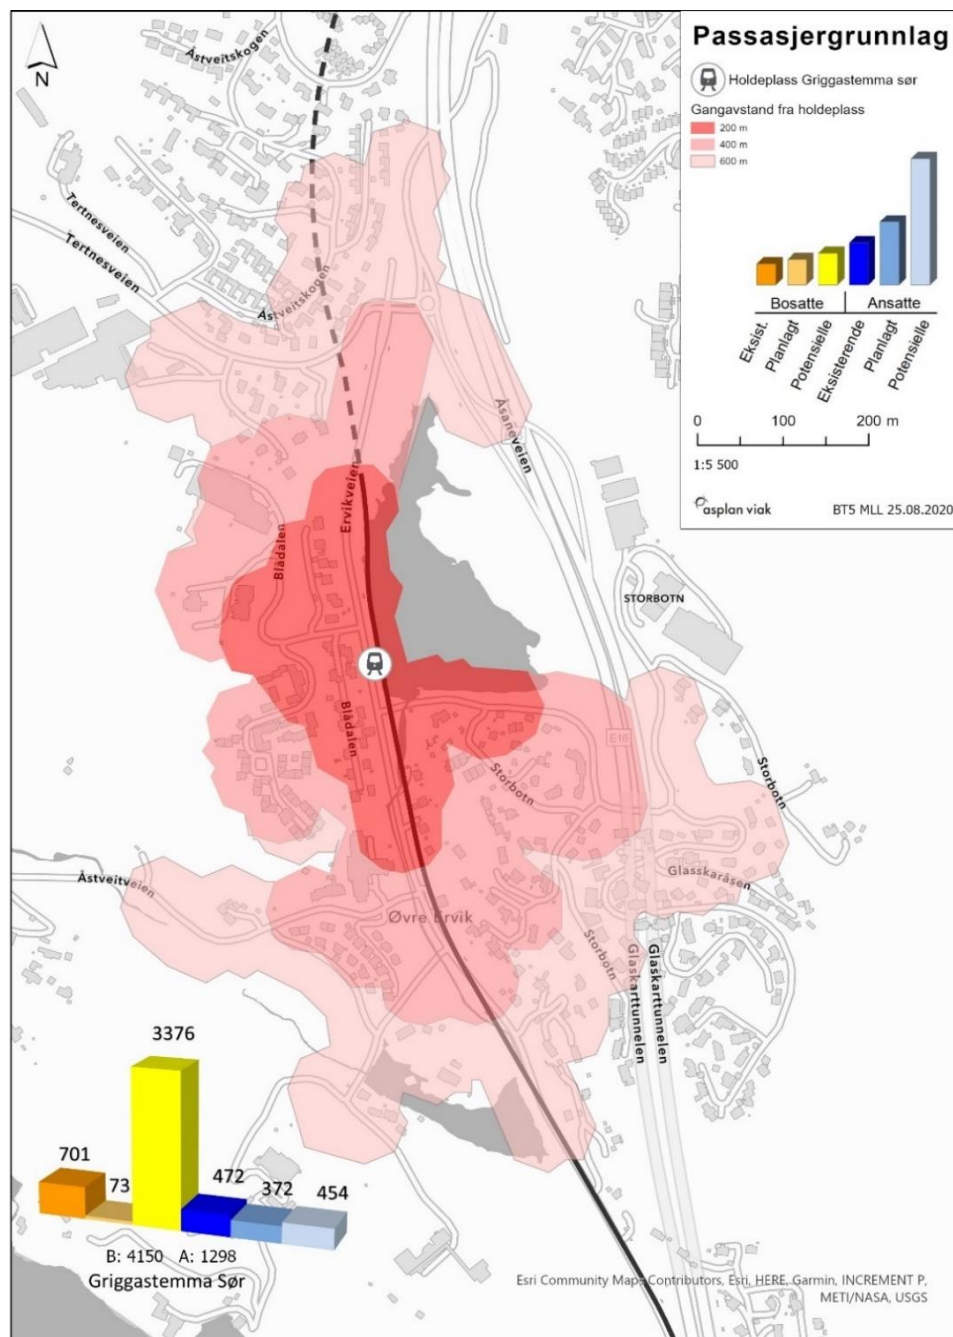 Passasjergrunnlag
Holdeplass Griggastemma sør
Gangavstand fra holdeplass
200 m
400 m
600 m
Bosatte
Ansatte
Eksist.
Planlagt
Potensielle
Eksisterende
Planlagt
Potensielle
0 100 200 m
1:5 500
asplan viak
BT5 MLL 25.08.2020
N
Åstveitskogen
Tertnesveien
Tertnesveien
Åstveitskogen
Åsaneveien
Ervikveien
Blådalen
STORBOTN
Blådalen
E16
Storbotn
Storbotn
Glasskaråsen
Åstveitveien
Øvre Ervik
Storbotn
Glaskarttunnelen
Glaskarttunnelen
3376
701
73
472
372
454
B: 4150 A: 1298
Griggastemma Sør
Esri Community Maps Contributors, Esri, HERE, Garmin, INCREMENT P,
METI/NASA, USGS